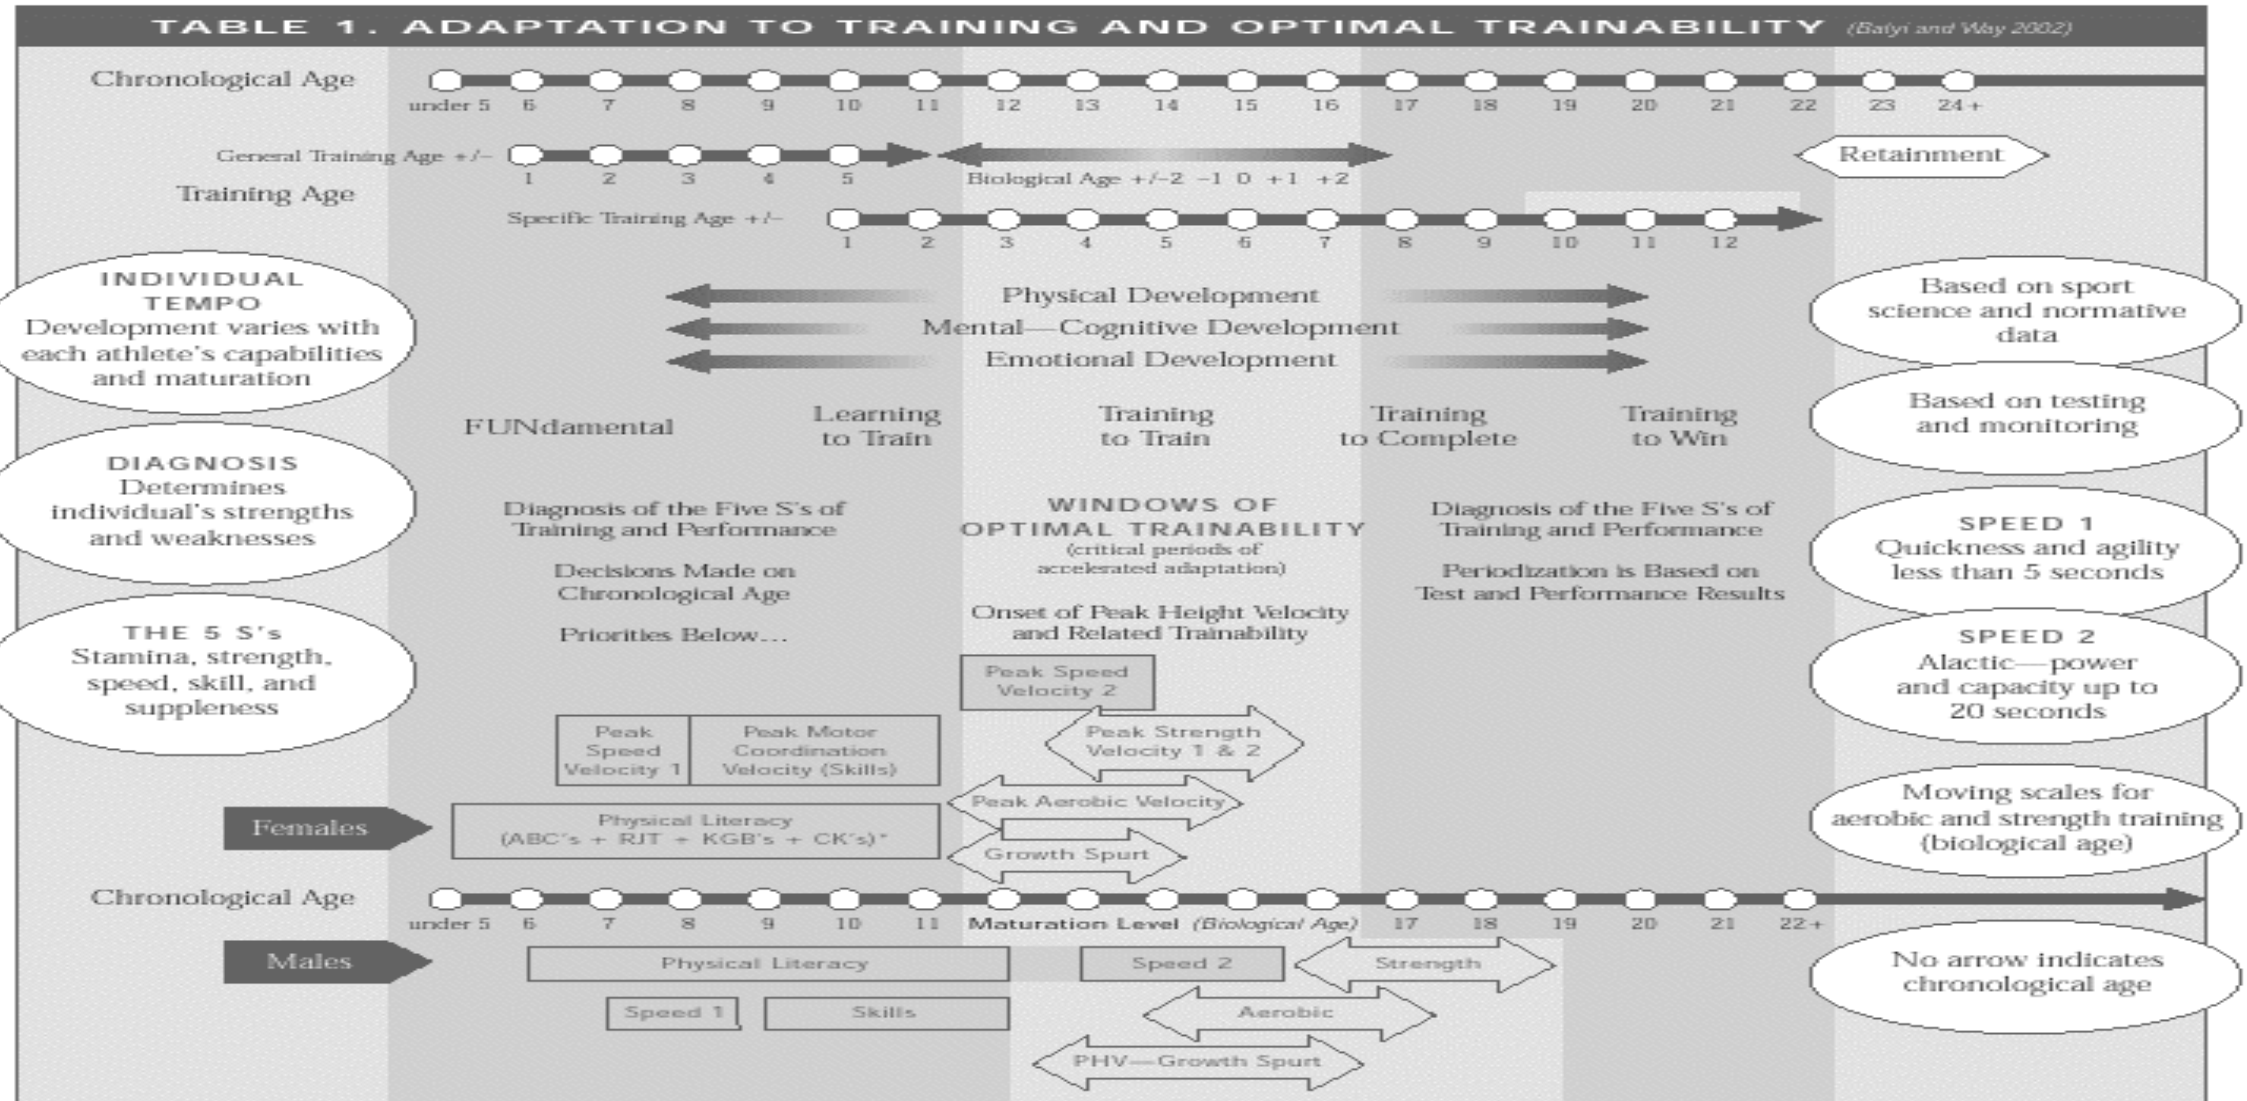 TABLE 1. ADAPTATION TO TRAINING AND OPTIMAL TRAINABILITY (Balyi and Way 2002)
Chronological Age
under 5 6 7 8 9 10 11 12 13 14 15 16 17 18 19 20 21 22 23 24+
General Training Age +/-
1 2 3 4 5
Biological Age +/-2 -1 0 +1 +2
Retainment
Training Age
Specific Training Age +/-
1 2 3 4 5 6 7 8 9 10 11 12
INDIVIDUAL
TEMPO
Development varies with
each athlete's capabilities
and maturation
Physical Development
Mental—Cognitive Development
Emotional Development
Based on sport
science and normative
data
FUNdamental
Learning
to Train
Training
to Train
Training
to Complete
Training
to Win
Based on testing
and monitoring
DIAGNOSIS
Determines
individual's strengths
and weaknesses
Diagnosis of the Five S's of
Training and Performance
Decisions Made on
Chronological Age
Priorities Below...
WINDOWS OF
OPTIMAL TRAINABILITY
(critical periods of
accelerated adaptation)
Onset of Peak Height Velocity
and Related Trainability
Diagnosis of the Five S's of
Training and Performance
Periodization is Based on
Test and Performance Results
SPEED 1
Quickness and agility
less than 5 seconds
THE 5 S's
Stamina, strength,
speed, skill, and
suppleness
SPEED 2
Alactic—power
and capacity up to
20 seconds
Peak Speed
Velocity 2
Peak
Speed
Velocity 1
Peak Motor
Coordination
Velocity (Skills)
Peak Strength
Velocity 1 & 2
Peak Aerobic Velocity
Females
Physical Literacy
(ABC's + RJT + KGB's + CK's)*
Growth Spurt
Moving scales for
aerobic and strength training
(biological age)
Chronological Age
under 5 6 7 8 9 10 11 Maturation Level (Biological Age) 17 18 19 20 21 22+
Males
Physical Literacy
Speed 2
Strength
Speed 1
Skills
Aerobic
PHV—Growth Spurt
No arrow indicates
chronological age